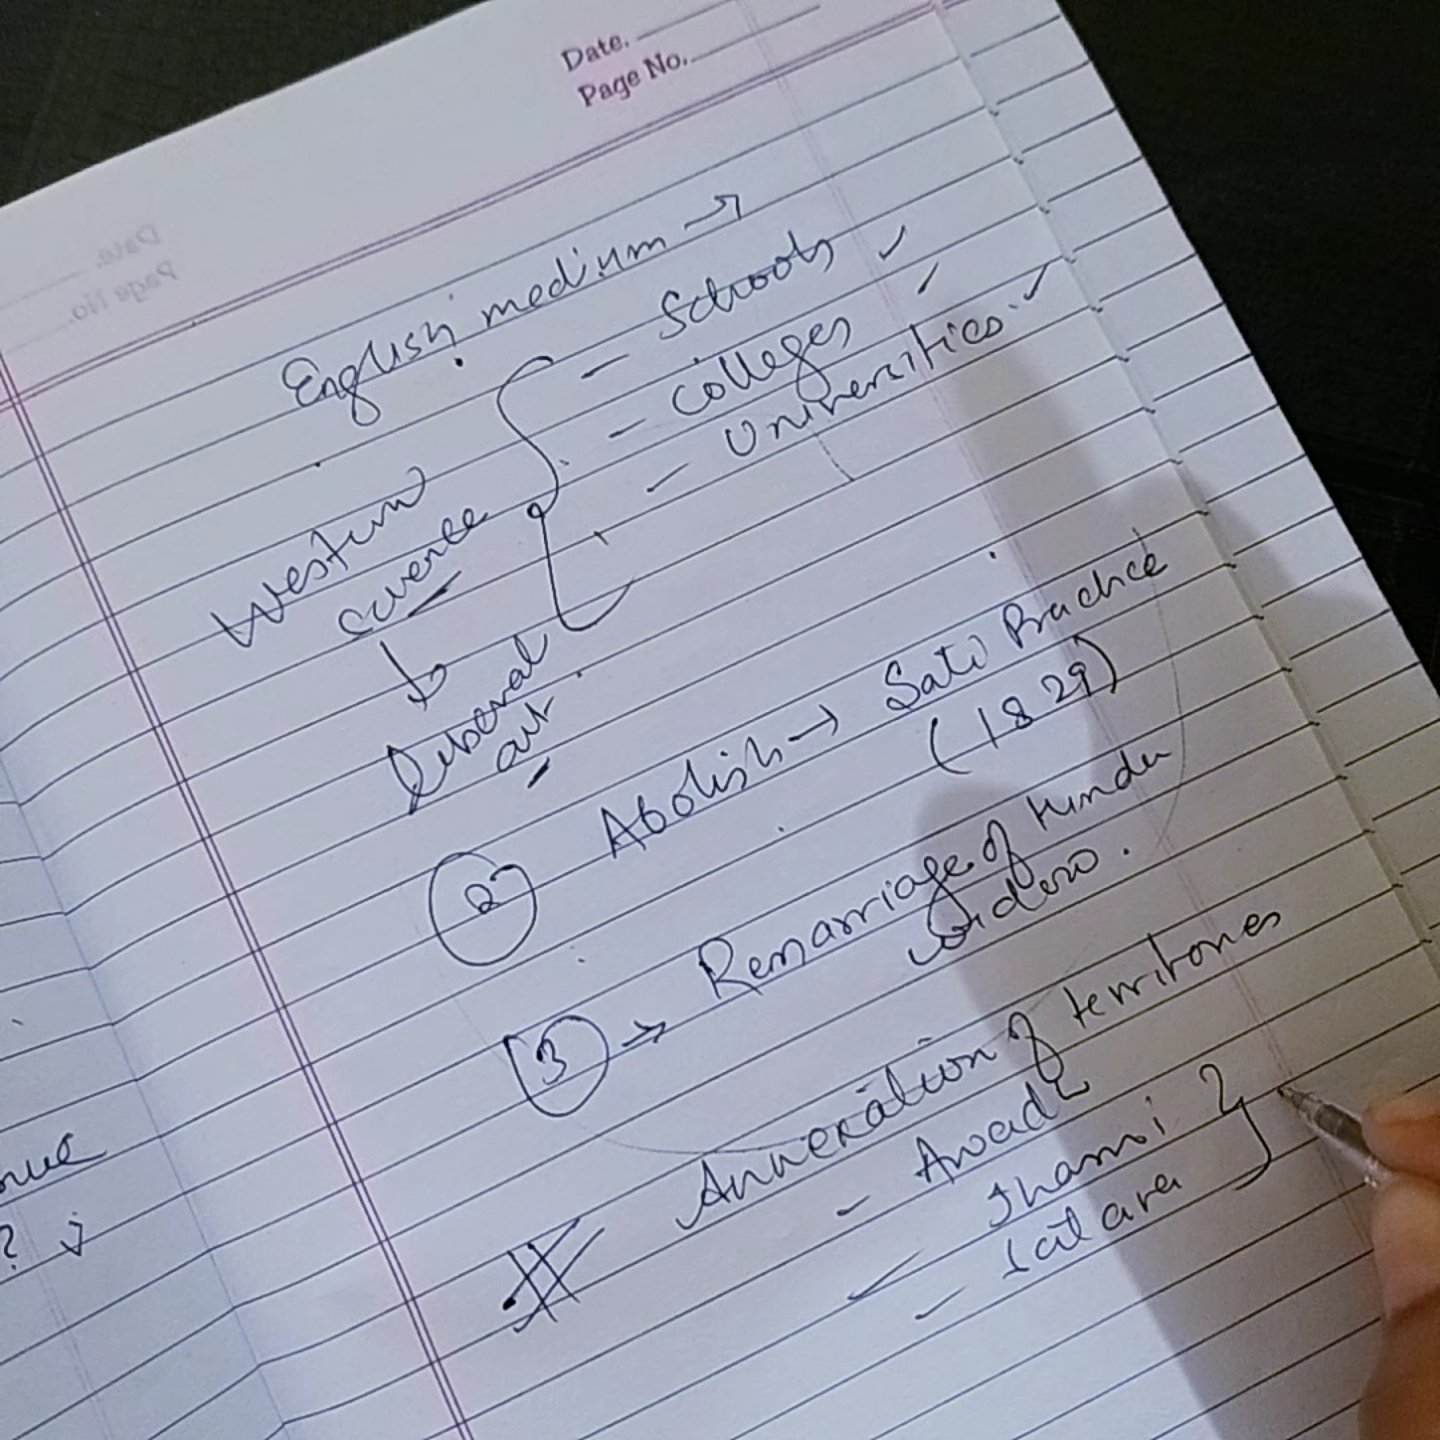 Date.
Page No.
English medium →
- Schools ✓
- Colleges
- Universities ✓
Western
science
↓
liberal
art
② Abolish → Sati Practice
(1829)
③ → Remarriage of Hindu
widow.
# Annexation of territories
- Awadh
- Jhansi
- Satara
? ↓